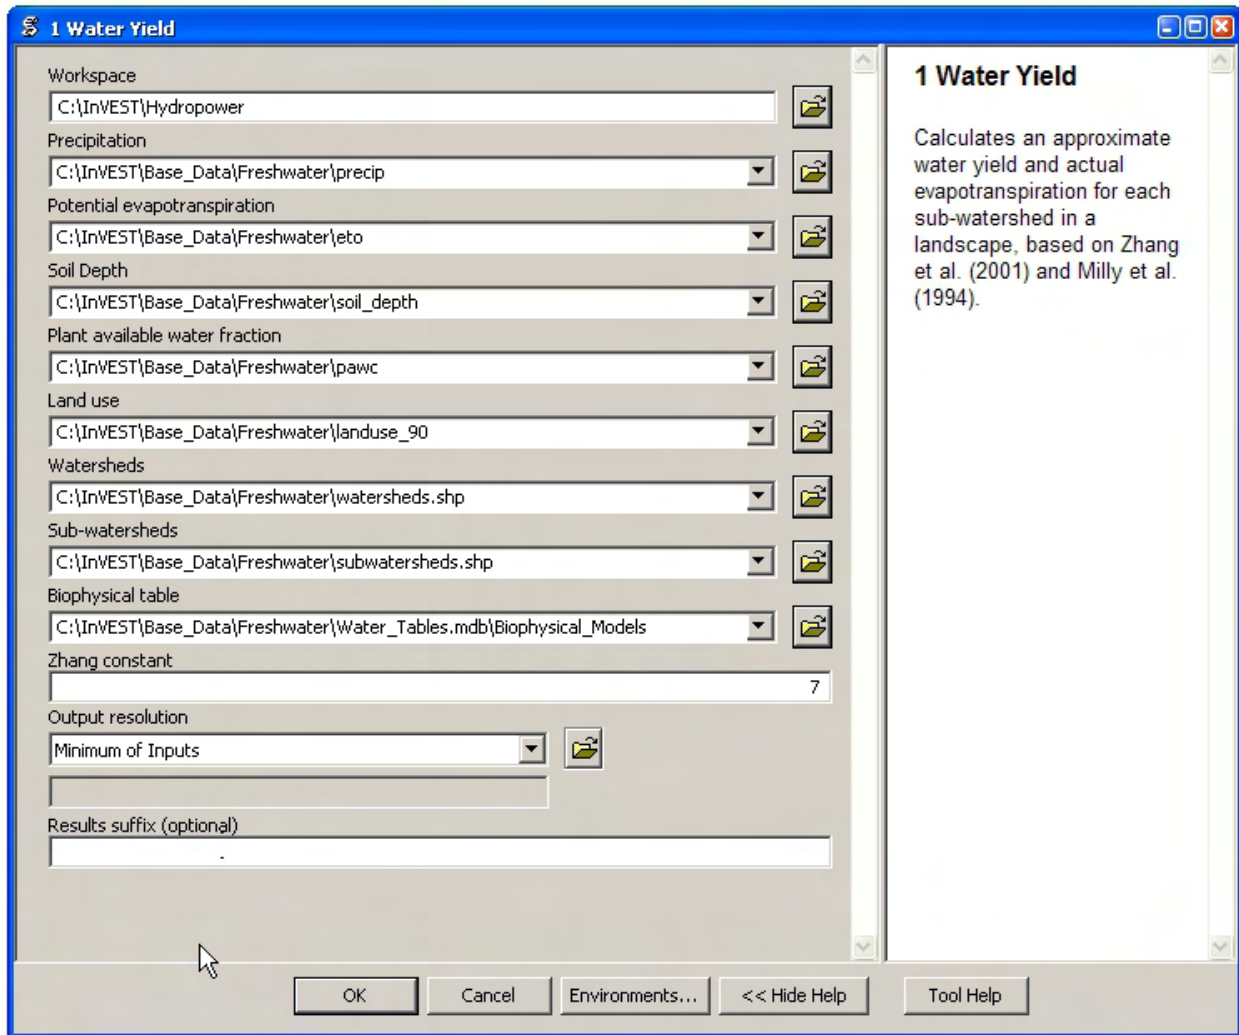 1 Water Yield
Workspace
C:\InVEST\Hydropower
Precipitation
C:\InVEST\Base_Data\Freshwater\precip
Potential evapotranspiration
C:\InVEST\Base_Data\Freshwater\eto
Soil Depth
C:\InVEST\Base_Data\Freshwater\soil_depth
Plant available water fraction
C:\InVEST\Base_Data\Freshwater\pawc
Land use
C:\InVEST\Base_Data\Freshwater\landuse_90
Watersheds
C:\InVEST\Base_Data\Freshwater\watersheds.shp
Sub-watersheds
C:\InVEST\Base_Data\Freshwater\subwatersheds.shp
Biophysical table
C:\InVEST\Base_Data\Freshwater\Water_Tables.mdb\Biophysical_Models
Zhang constant
7
Output resolution
Minimum of Inputs
Results suffix (optional)
1 Water Yield
Calculates an approximate
water yield and actual
evapotranspiration for each
sub-watershed in a
landscape, based on Zhang
et al. (2001) and Milly et al.
(1994).
OK
Cancel
Environments...
<< Hide Help
Tool Help